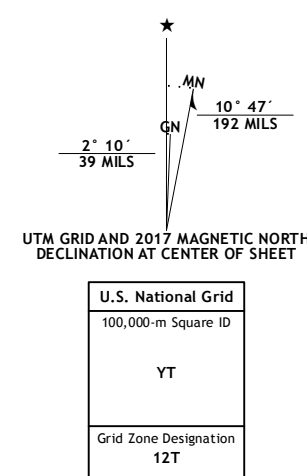 ★
MN
GN
10° 47´
192 MILS
2° 10´
39 MILS
UTM GRID AND 2017 MAGNETIC NORTH
DECLINATION AT CENTER OF SHEET
U.S. National Grid
100,000-m Square ID
YT
Grid Zone Designation
12T